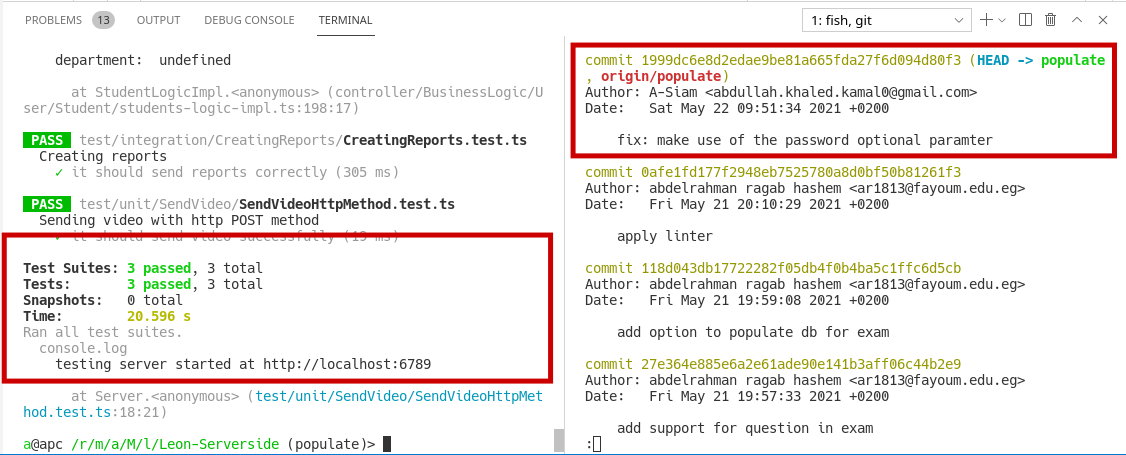 PROBLEMS 13 OUTPUT DEBUG CONSOLE TERMINAL 1: fish, git
department:  undefined
at StudentLogicImpl.<anonymous> (controller/BusinessLogic/U
ser/Student/students-logic-impl.ts:198:17)
PASS test/integration/CreatingReports/CreatingReports.test.ts
Creating reports
✓ it should send reports correctly (305 ms)
PASS test/unit/SendVideo/SendVideoHttpMethod.test.ts
Sending video with http POST method
✓ it should send video successfully (19 ms)
Test Suites: 3 passed, 3 total
Tests:       3 passed, 3 total
Snapshots:   0 total
Time:        20.596 s
Ran all test suites.
console.log
testing server started at http://localhost:6789
at Server.<anonymous> (test/unit/SendVideo/SendVideoHttpMet
hod.test.ts:18:21)
a@apc /r/m/a/M/l/Leon-Serverside (populate)>
commit 1999dc6e8d2edae9be81a665fda27f6d094d80f3 (HEAD -> populate
, origin/populate)
Author: A-Siam <abdullah.khaled.kamal0@gmail.com>
Date:   Sat May 22 09:51:34 2021 +0200
fix: make use of the password optional paramter
commit 0afe1fd177f2948eb7525780a8d0bf50b81261f3
Author: abdelrahman ragab hashem <ar1813@fayoum.edu.eg>
Date:   Fri May 21 20:10:29 2021 +0200
apply linter
commit 118d043db17722282f05db4f0b4ba5c1ffc6d5cb
Author: abdelrahman ragab hashem <ar1813@fayoum.edu.eg>
Date:   Fri May 21 19:59:08 2021 +0200
add option to populate db for exam
commit 27e364e885e6a2e61ade90e141b3aff06c44b2e9
Author: abdelrahman ragab hashem <ar1813@fayoum.edu.eg>
Date:   Fri May 21 19:57:33 2021 +0200
add support for question in exam
: